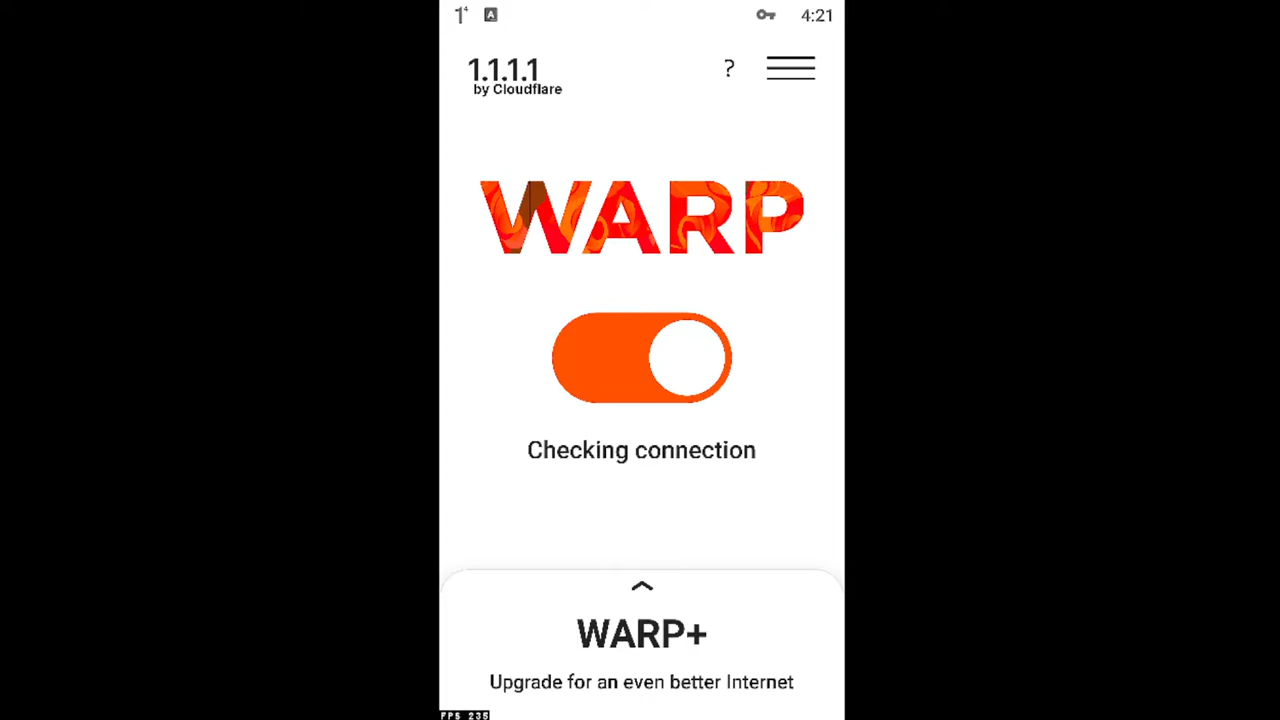 1⁴ A 4:21
1.1.1.1 ?
by Cloudflare
WARP
Checking connection
WARP+
Upgrade for an even better Internet
FPS 235